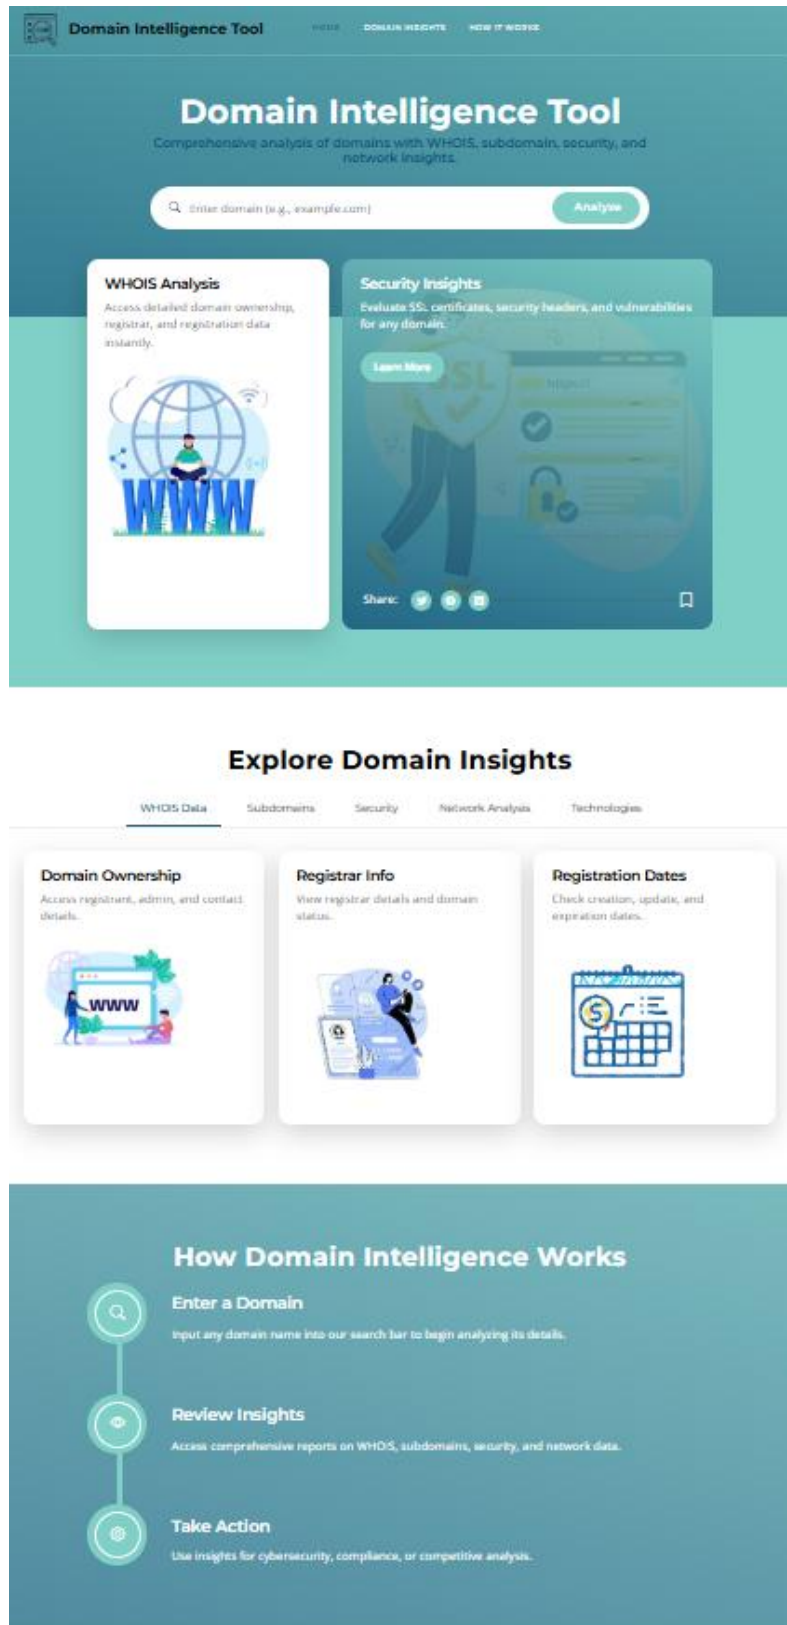 Domain Intelligence Tool
HOME DOMAIN INSIGHTS HOW IT WORKS
Domain Intelligence Tool
Comprehensive analysis of domains with WHOIS, subdomain, security, and
network insights.
Enter domain (e.g., example.com)
Analyse
WHOIS Analysis
Access detailed domain ownership,
registrar, and registration data
instantly.
WWW
Security Insights
Evaluate SSL certificates, security headers, and vulnerabilities
for any domain.
Learn More
SSL
https://
Share:
Explore Domain Insights
WHOIS Data Subdomains Security Network Analysis Technologies
Domain Ownership
Access registrant, admin, and contact
details.
WWW
Registrar Info
View registrar details and domain
status.
Registration Dates
Check creation, update, and
expiration dates.
S
How Domain Intelligence Works
Enter a Domain
Input any domain name into our search bar to begin analyzing its details.
Review Insights
Access comprehensive reports on WHOIS, subdomains, security, and network data.
Take Action
Use insights for cybersecurity, compliance, or competitive analysis.